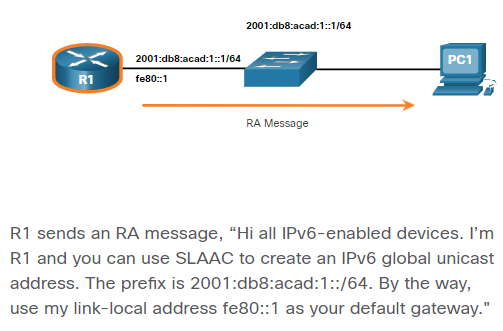 2001:db8:acad:1::1/64
2001:db8:acad:1::1/64
R1
fe80::1
PC1
RA Message
R1 sends an RA message, “Hi all IPv6-enabled devices. I’m
R1 and you can use SLAAC to create an IPv6 global unicast
address. The prefix is 2001:db8:acad:1::/64. By the way,
use my link-local address fe80::1 as your default gateway."